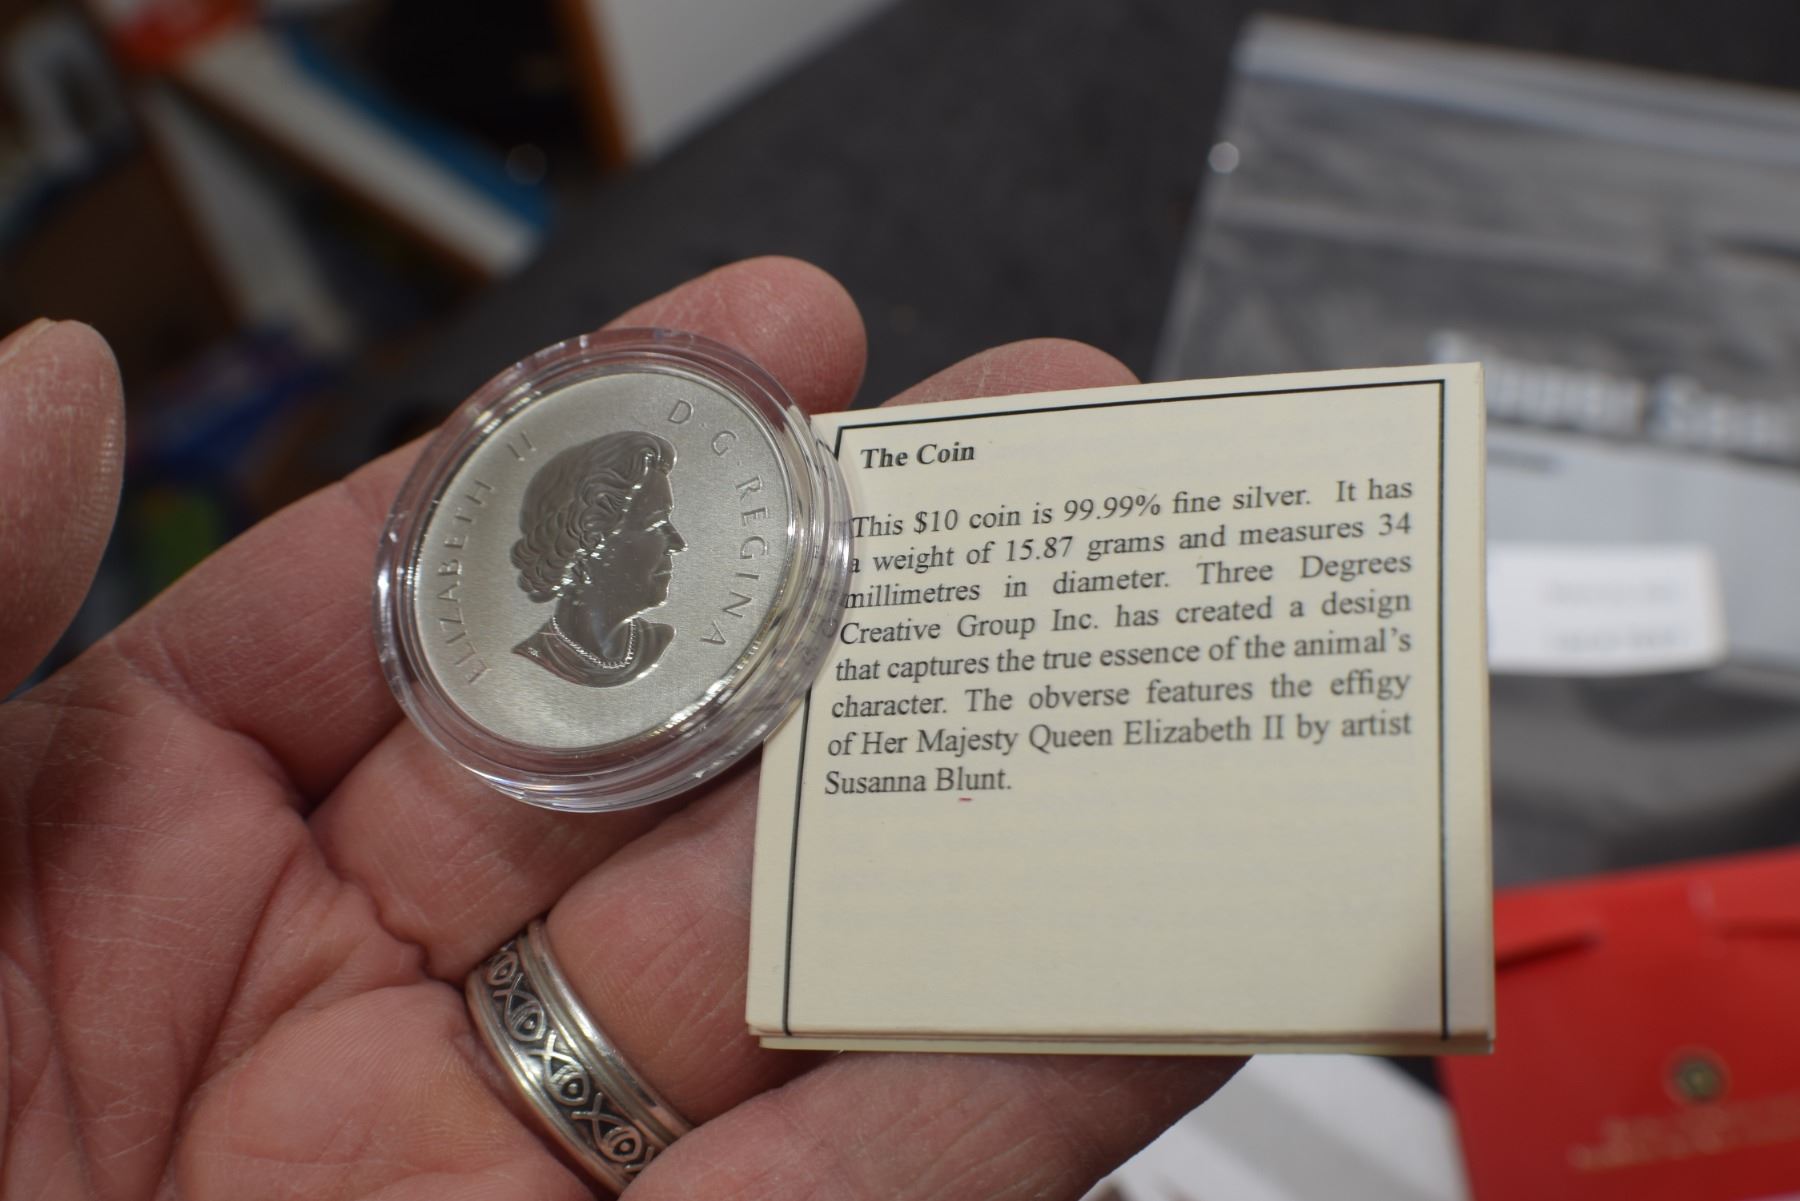 ELIZABETH II
D·G·REGINA
The Coin
This $10 coin is 99.99% fine silver. It has
a weight of 15.87 grams and measures 34
millimetres in diameter. Three Degrees
Creative Group Inc. has created a design
that captures the true essence of the animal's
character. The obverse features the effigy
of Her Majesty Queen Elizabeth II by artist
Susanna Blunt.